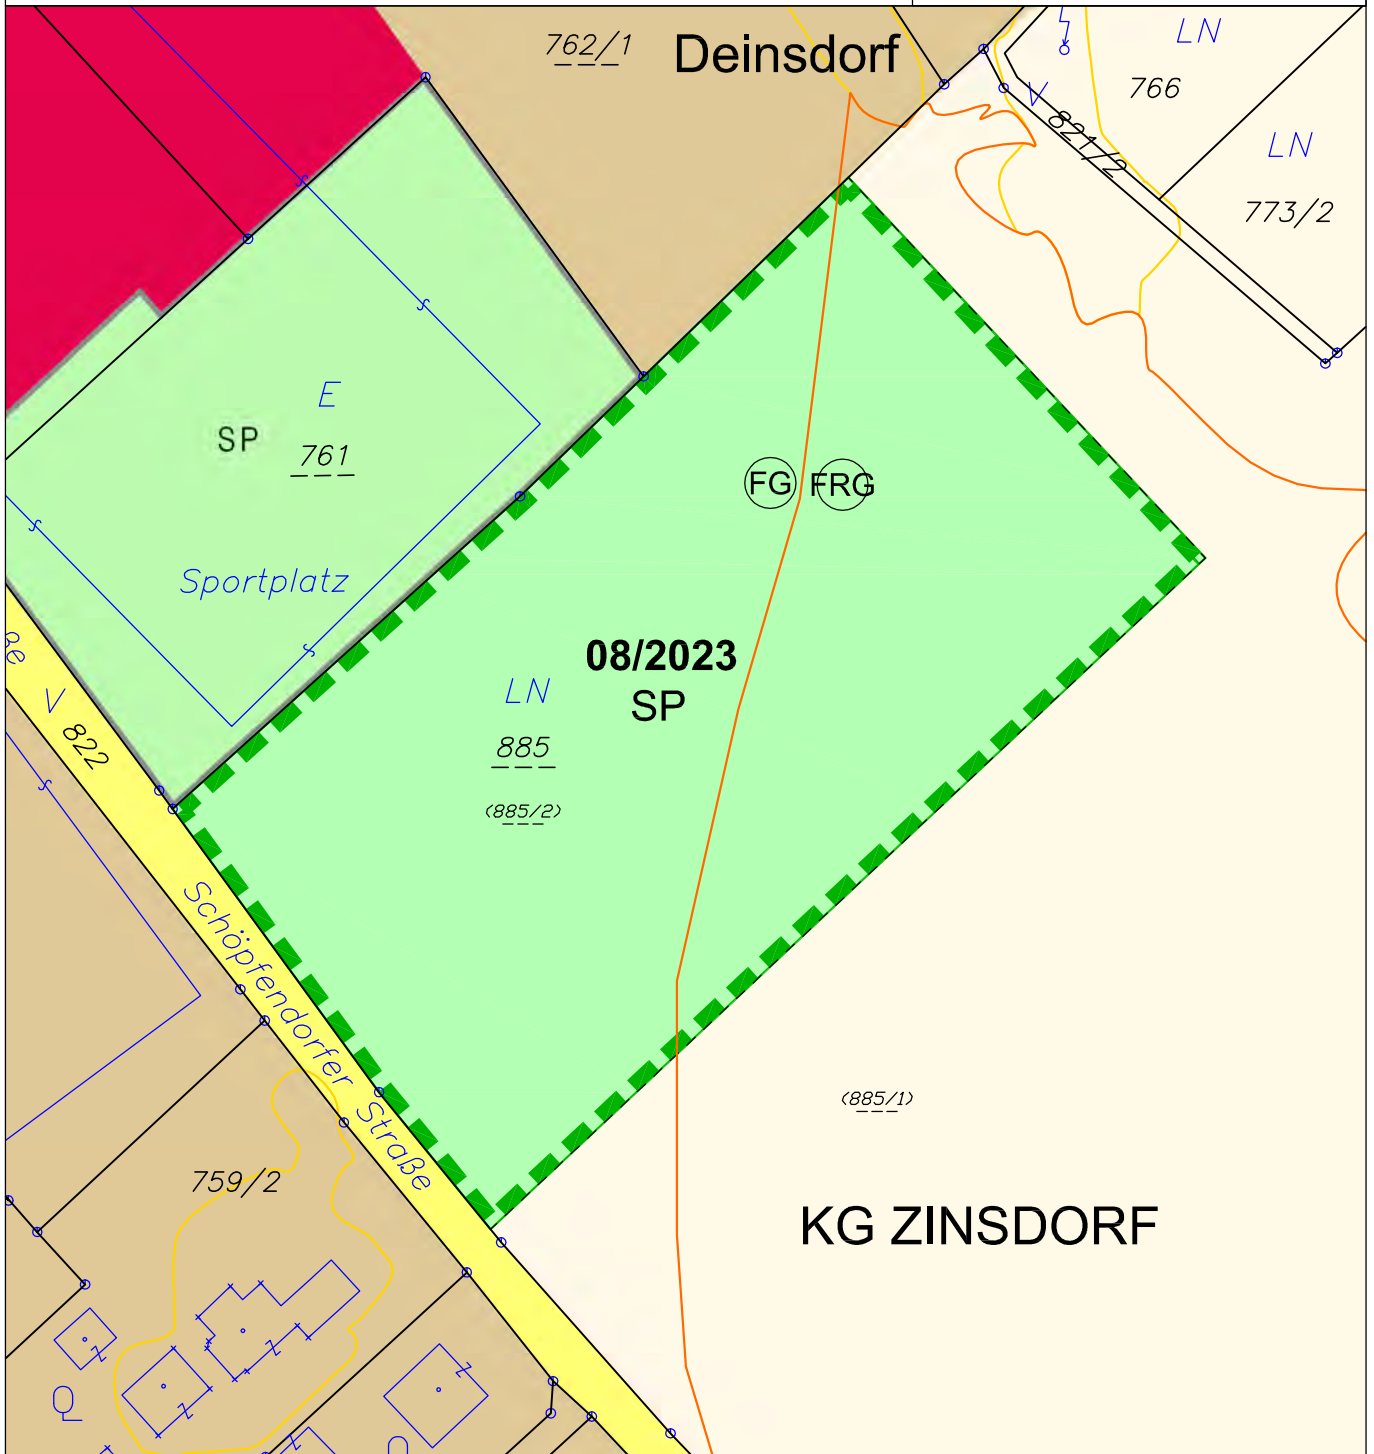 762/1
Deinsdorf
LN
766
V
821/2
LN
773/2
E
SP
761
FG
FRG
Sportplatz
ße
V
822
08/2023
SP
LN
885
(885/2)
Schöpfendorfer Straße
(885/1)
759/2
KG ZINSDORF